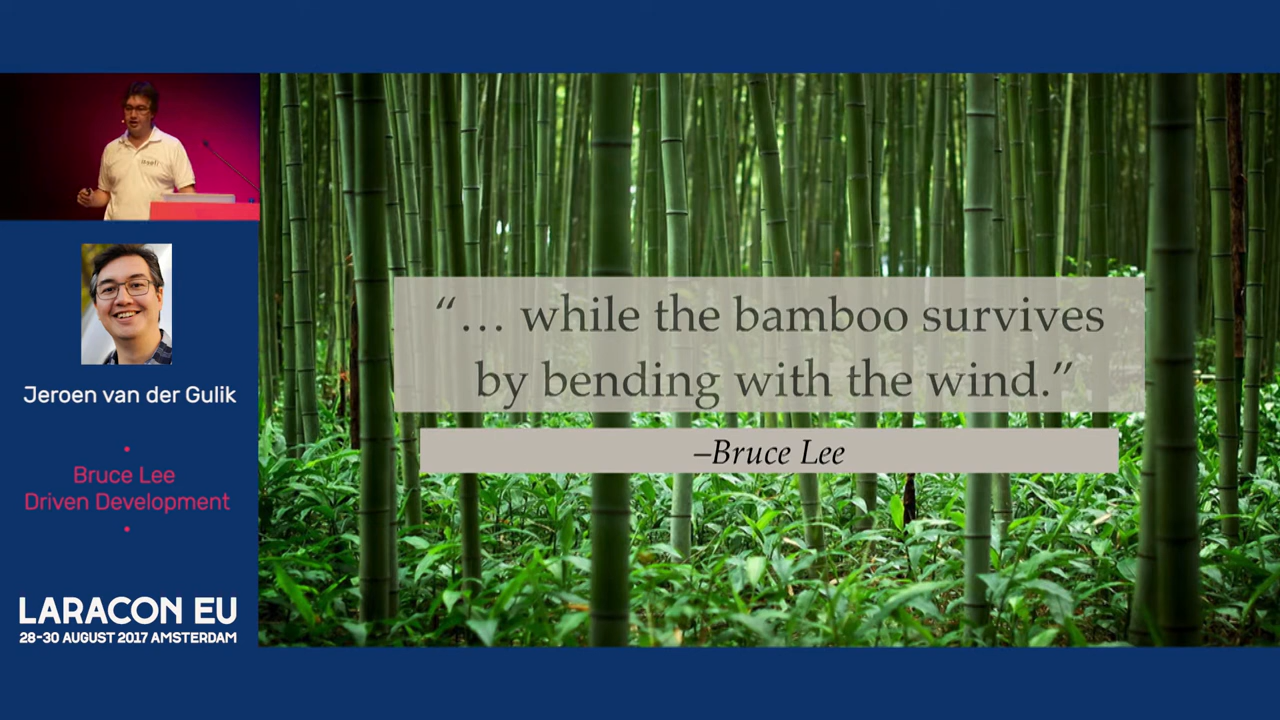 “… while the bamboo survives
by bending with the wind.”
–Bruce Lee
Jeroen van der Gulik
Bruce Lee
Driven Development
LARACON EU
28-30 AUGUST 2017 AMSTERDAM